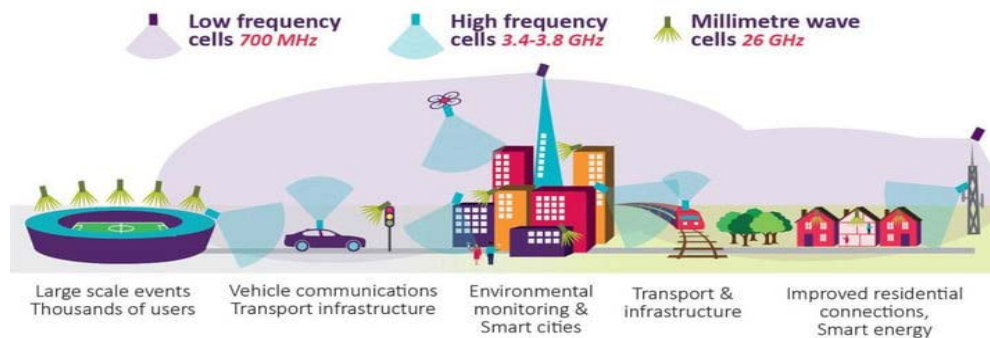 Low frequency
cells 700 MHz
High frequency
cells 3.4-3.8 GHz
Millimetre wave
cells 26 GHz
Large scale events
Thousands of users
Vehicle communications
Transport infrastructure
Environmental
monitoring &
Smart cities
Transport &
infrastructure
Improved residential
connections,
Smart energy